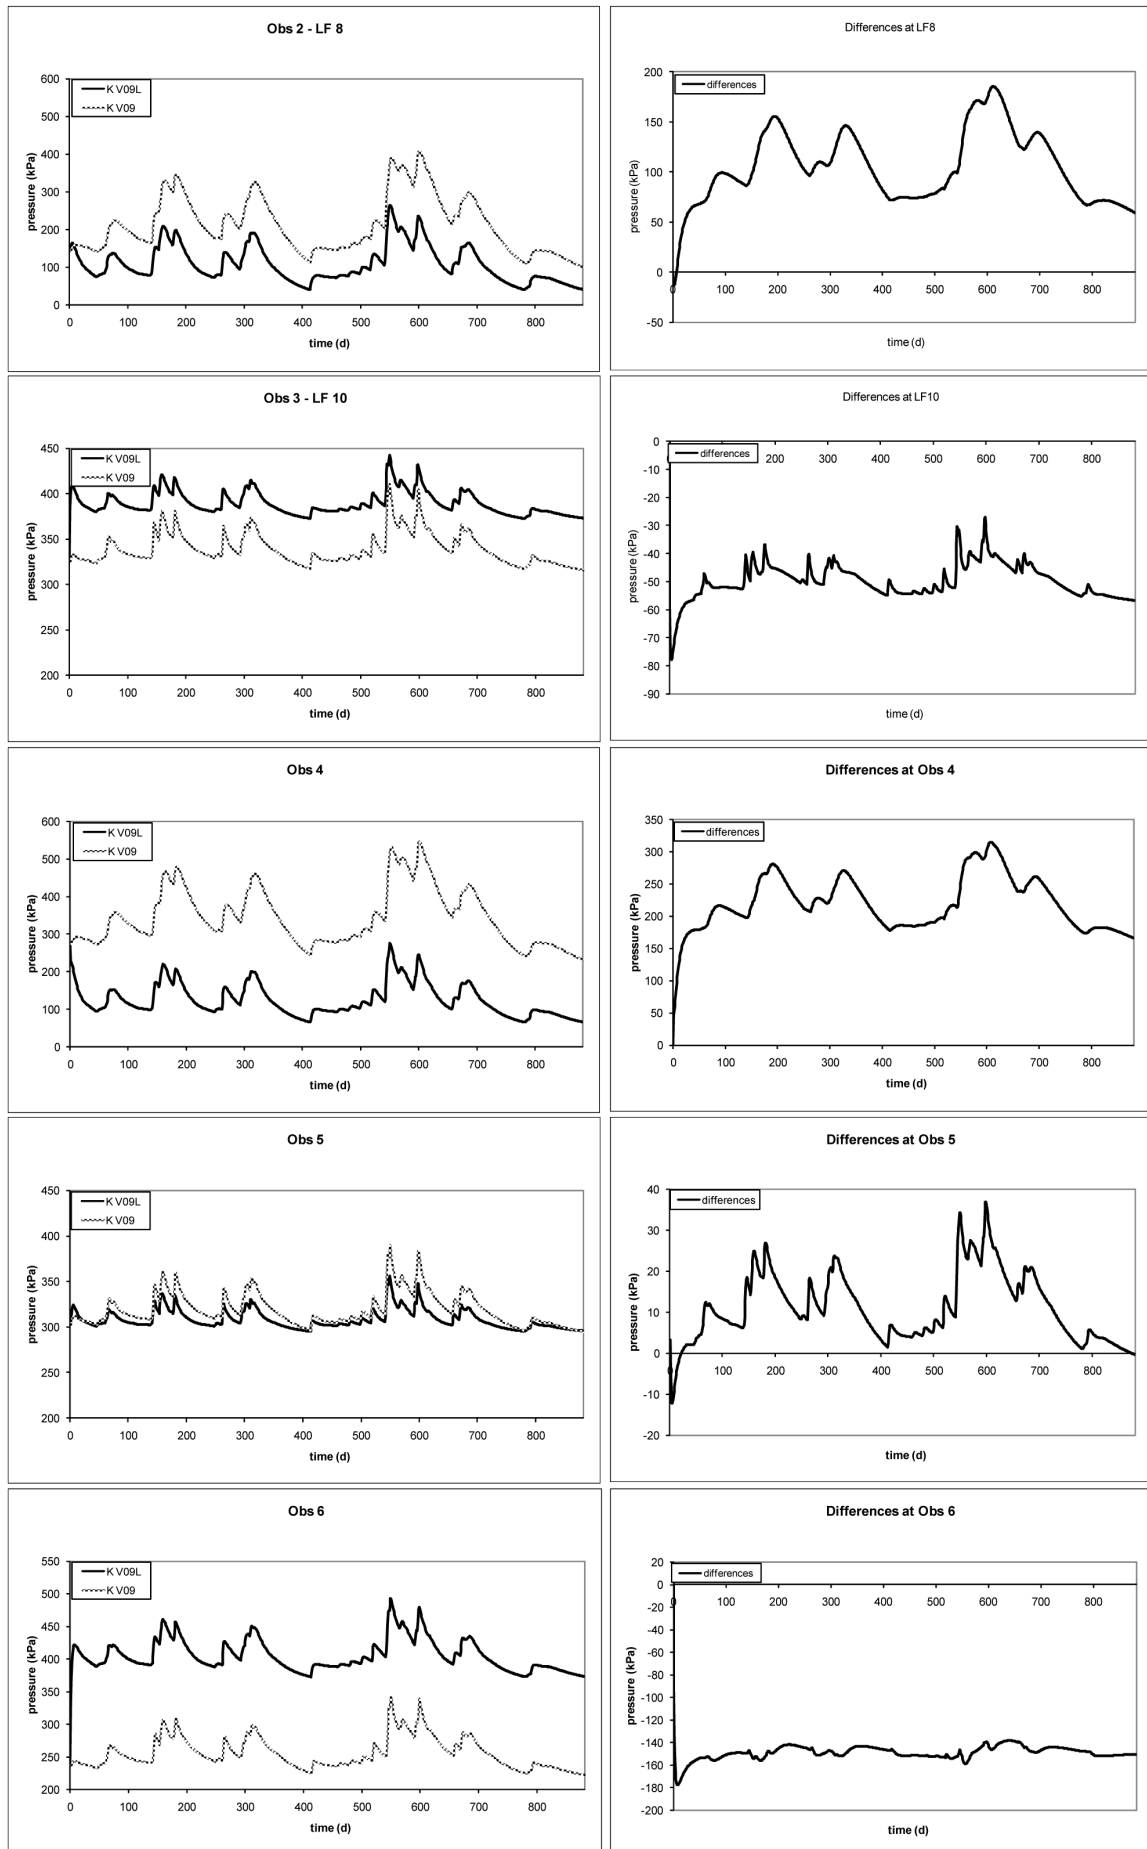 Obs 2 - LF 8
K V09L
K V09
600
500
400
300
200
100
0
0 100 200 300 400 500 600 700 800
pressure (kPa)
time (d)
Differences at LF8
differences
200
150
100
50
0
-50
0 100 200 300 400 500 600 700 800
pressure (kPa)
time (d)
Obs 3 - LF 10
K V09L
K V09
450
400
350
300
250
200
0 100 200 300 400 500 600 700 800
pressure (kPa)
time (d)
Differences at LF10
differences
0
-10
-20
-30
-40
-50
-60
-70
-80
-90
200 300 400 500 600 700 800
pressure (kPa)
time (d)
Obs 4
K V09L
K V09
600
500
400
300
200
100
0
0 100 200 300 400 500 600 700 800
pressure (kPa)
time (d)
Differences at Obs 4
differences
350
300
250
200
150
100
50
0
0 100 200 300 400 500 600 700 800
pressure (kPa)
time (d)
Obs 5
K V09L
K V09
450
400
350
300
250
200
0 100 200 300 400 500 600 700 800
pressure (kPa)
time (d)
Differences at Obs 5
differences
40
30
20
10
0
-10
-20
0 100 200 300 400 500 600 700 800
pressure (kPa)
time (d)
Obs 6
K V09L
K V09
550
500
450
400
350
300
250
200
0 100 200 300 400 500 600 700 800
pressure (kPa)
time (d)
Differences at Obs 6
differences
20
0
-20
-40
-60
-80
-100
-120
-140
-160
-180
-200
0 100 200 300 400 500 600 700 800
pressure (kPa)
time (d)